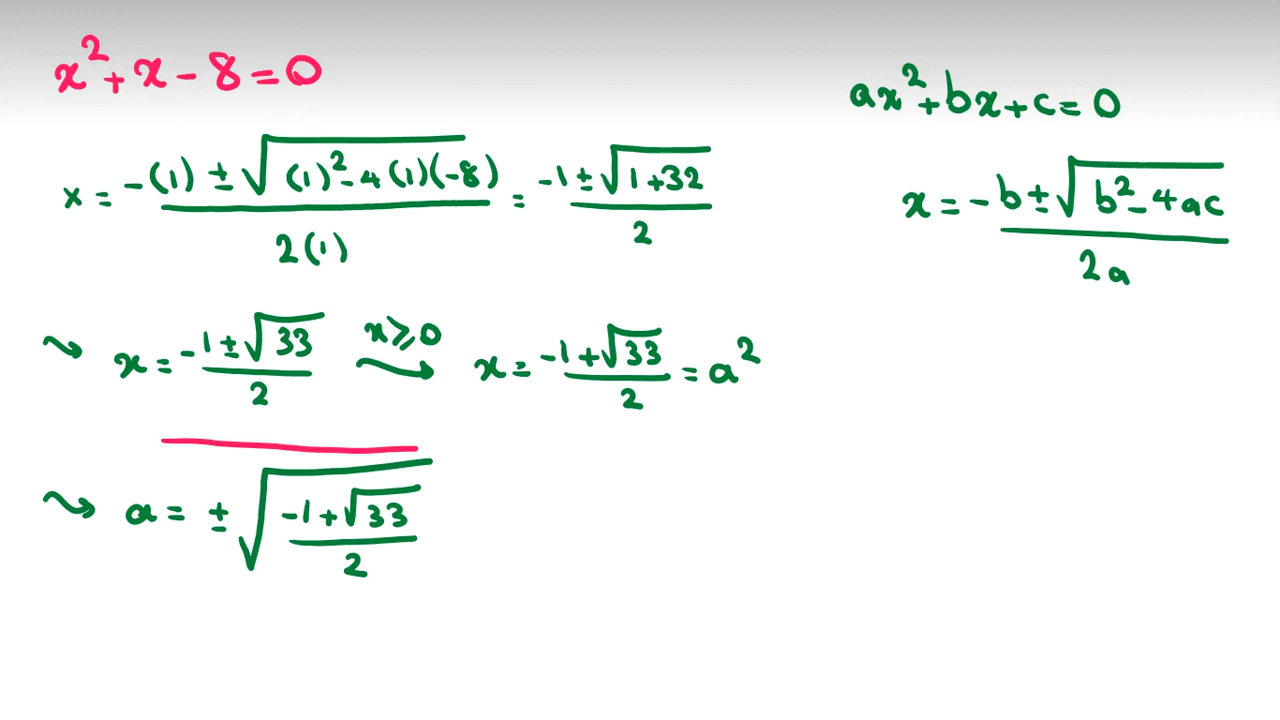 x² + x - 8 = 0
x = (-(1) ± √((1)² - 4(1)(-8))) / 2(1) = (-1 ± √(1+32)) / 2
⇝ x = (-1 ± √33) / 2 x ⩾ 0 ⇝ x = (-1 + √33) / 2 = a²
⇝ a = ± √((-1 + √33) / 2)
ax² + bx + c = 0
x = (-b ± √(b² - 4ac)) / 2a